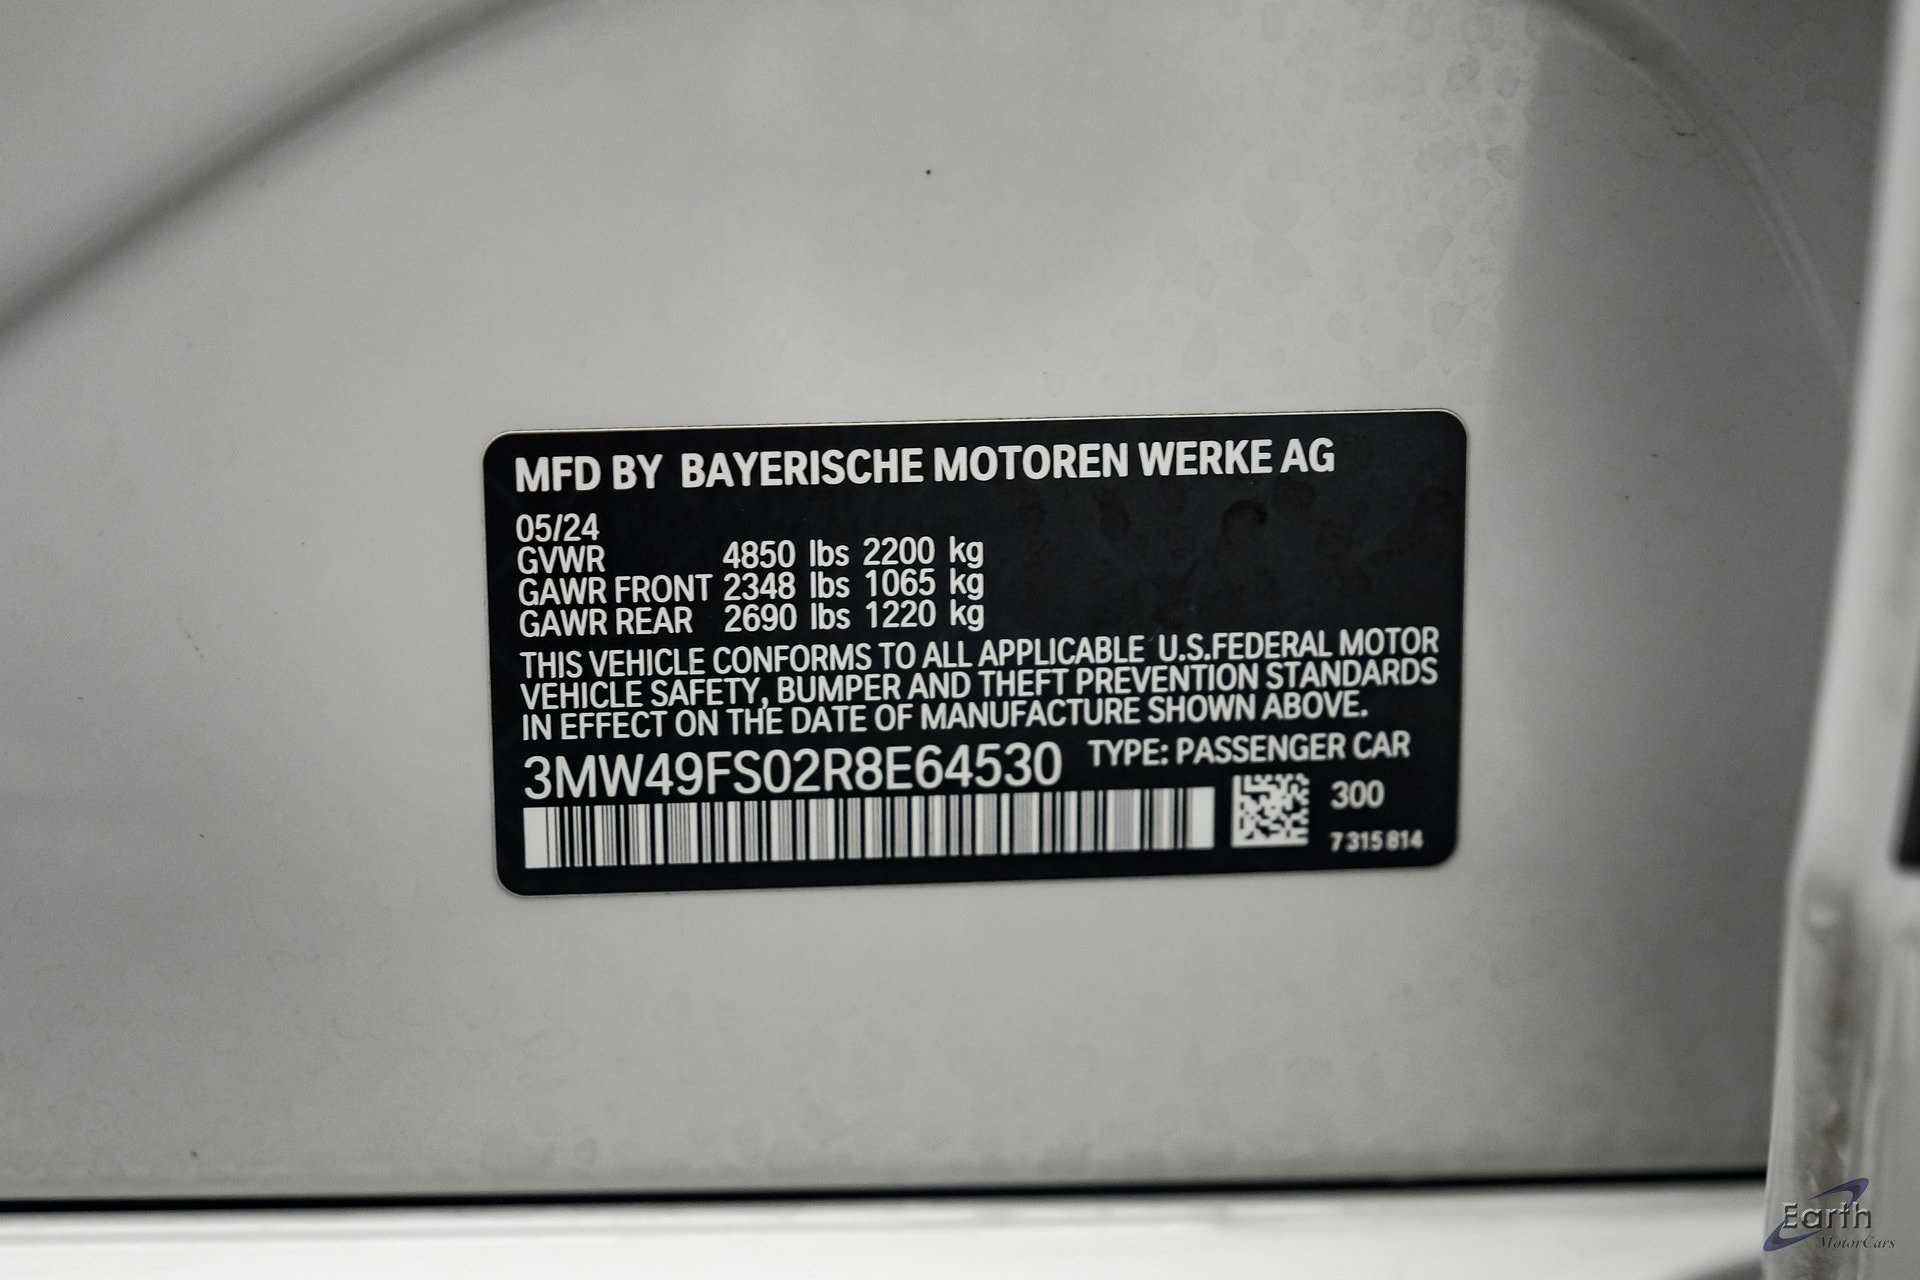 MFD BY BAYERISCHE MOTOREN WERKE AG
05/24
GVWR 4850 lbs 2200 kg
GAWR FRONT 2348 lbs 1065 kg
GAWR REAR 2690 lbs 1220 kg
THIS VEHICLE CONFORMS TO ALL APPLICABLE U.S.FEDERAL MOTOR
VEHICLE SAFETY, BUMPER AND THEFT PREVENTION STANDARDS
IN EFFECT ON THE DATE OF MANUFACTURE SHOWN ABOVE.
3MW49FS02R8E64530 TYPE: PASSENGER CAR
300
7 315 814
Earth
MotorCars